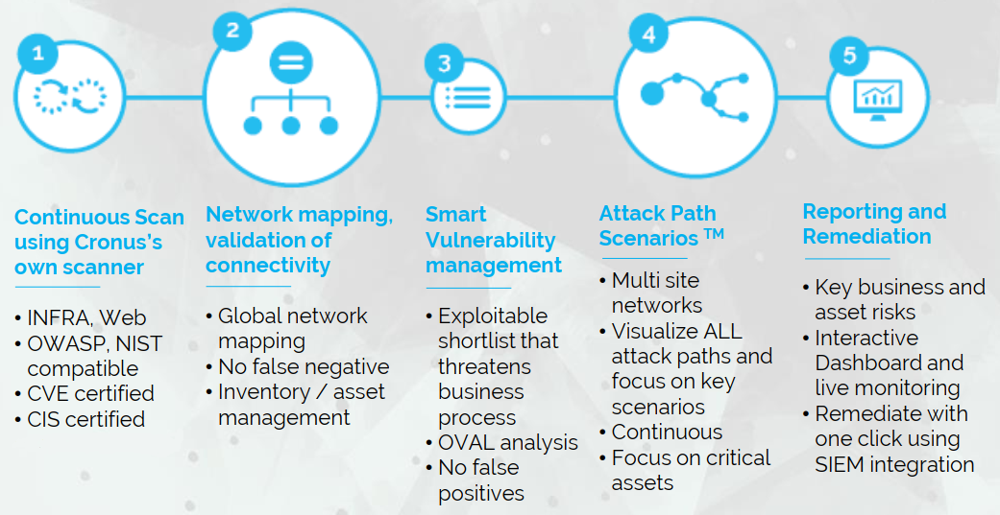 1
Continuous Scan
using Cronus's
own scanner
• INFRA, Web
• OWASP, NIST
compatible
• CVE certified
• CIS certified
2
Network mapping,
validation of
connectivity
• Global network
mapping
• No false negative
• Inventory / asset
management
3
Smart
Vulnerability
management
• Exploitable
shortlist that
threatens
business
process
• OVAL analysis
• No false
positives
4
Attack Path
Scenarios TM
• Multi site
networks
• Visualize ALL
attack paths and
focus on key
scenarios
• Continuous
• Focus on critical
assets
5
Reporting and
Remediation
• Key business and
asset risks
• Interactive
Dashboard and
live monitoring
• Remediate with
one click using
SIEM integration